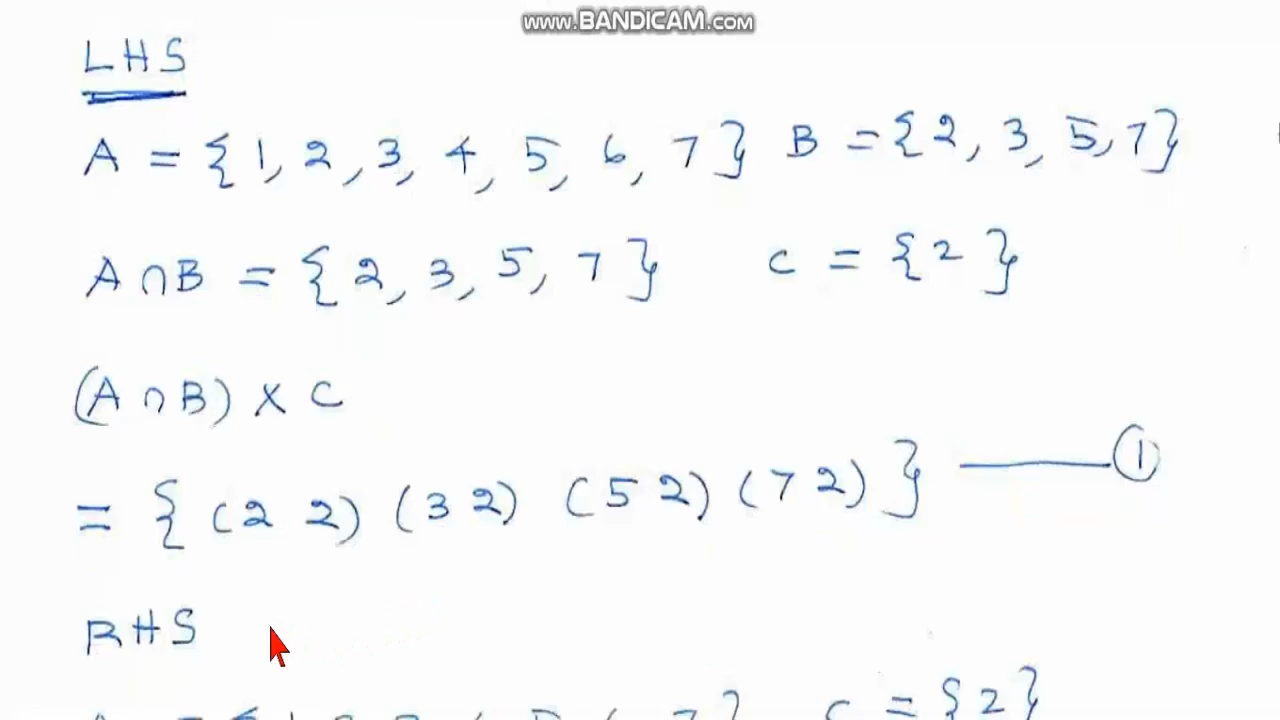 www.BANDICAM.com
LHS
A = {1, 2, 3, 4, 5, 6, 7} B = {2, 3, 5, 7}
A ∩ B = {2, 3, 5, 7} C = {2}
(A ∩ B) × C
= {(2 2) (3 2) (5 2) (7 2)} ——— ①
RHS
C = {2}